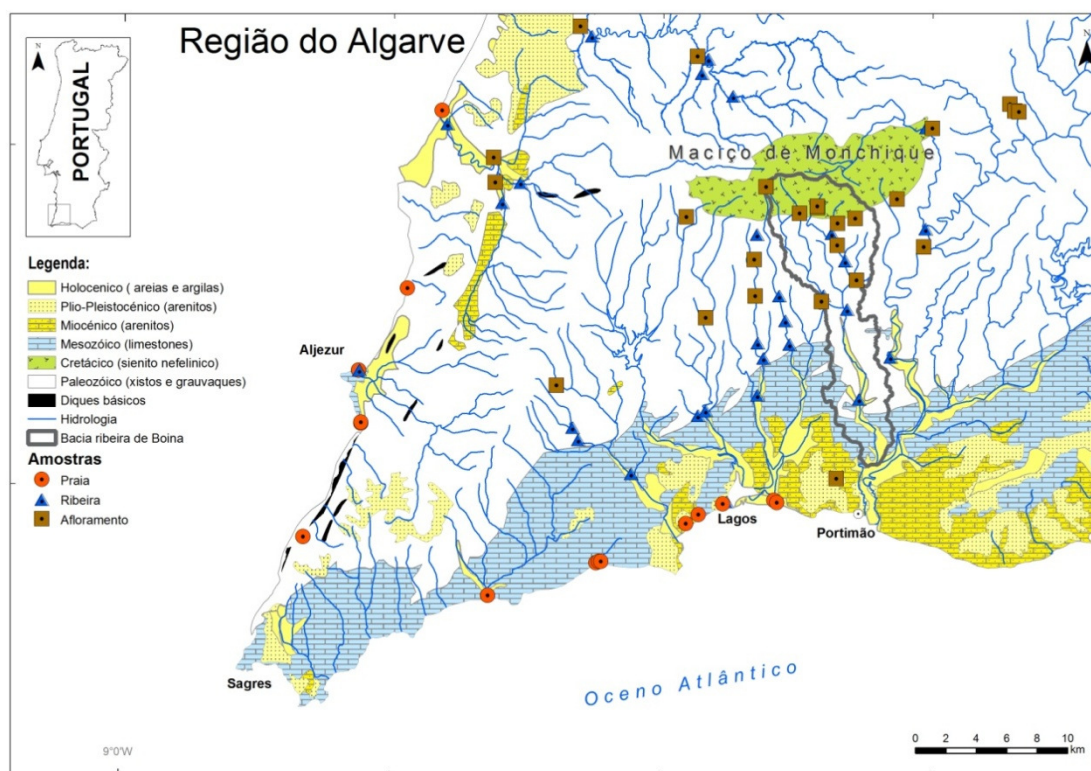 Região do Algarve
N
PORTUGAL
N
Maciço de Monchique
Legenda:
Holocenico ( areias e argilas)
Plio-Pleistocénico (arenitos)
Miocénico (arenitos)
Mesozóico (limestones)
Cretácico (sienito nefelinico)
Paleozóico (xistos e grauvaques)
Diques básicos
Hidrologia
Bacia ribeira de Boina
Amostras
Praia
Ribeira
Afloramento
Aljezur
Lagos
Portimão
Sagres
Oceno Atlântico
0 2 4 6 8 10
km
9°0'W